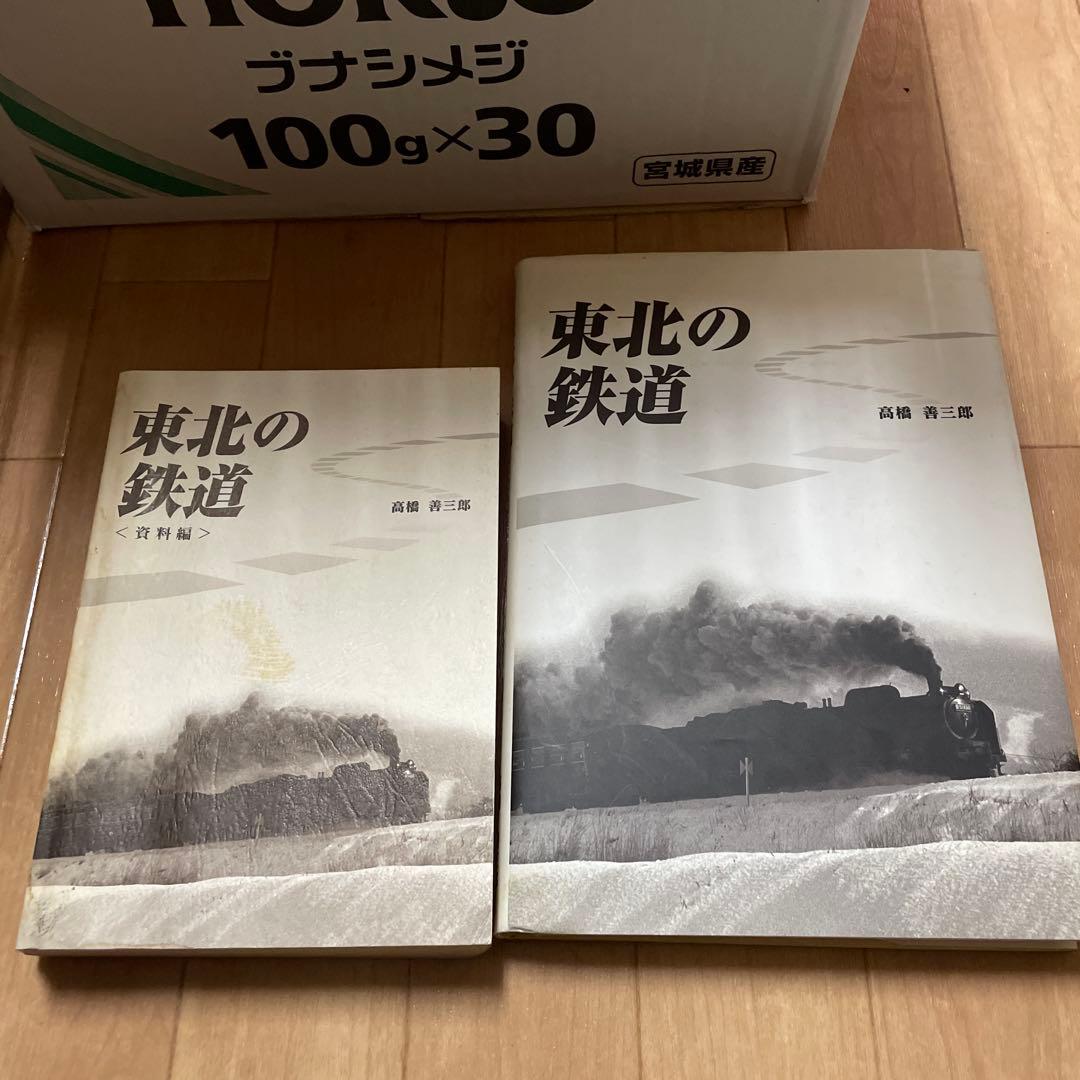 HOKTO
ブナシメジ
100g×30
宮城県産
東北の
鉄道
高橋 善三郎
＜資料編＞
東北の
鉄道
高橋 善三郎